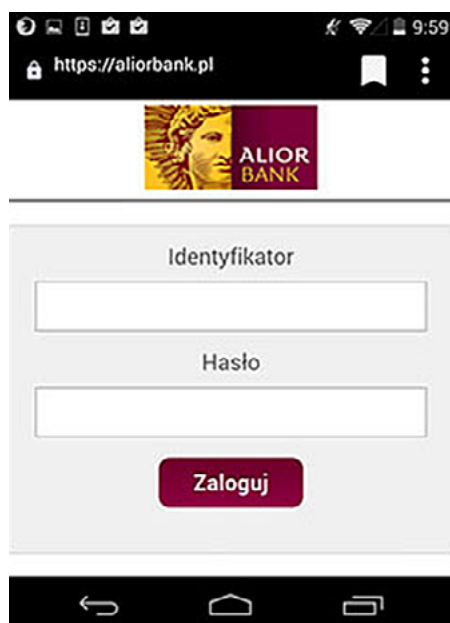 9:59
https://aliorbank.pl
ALIOR
BANK
Identyfikator
Hasło
Zaloguj